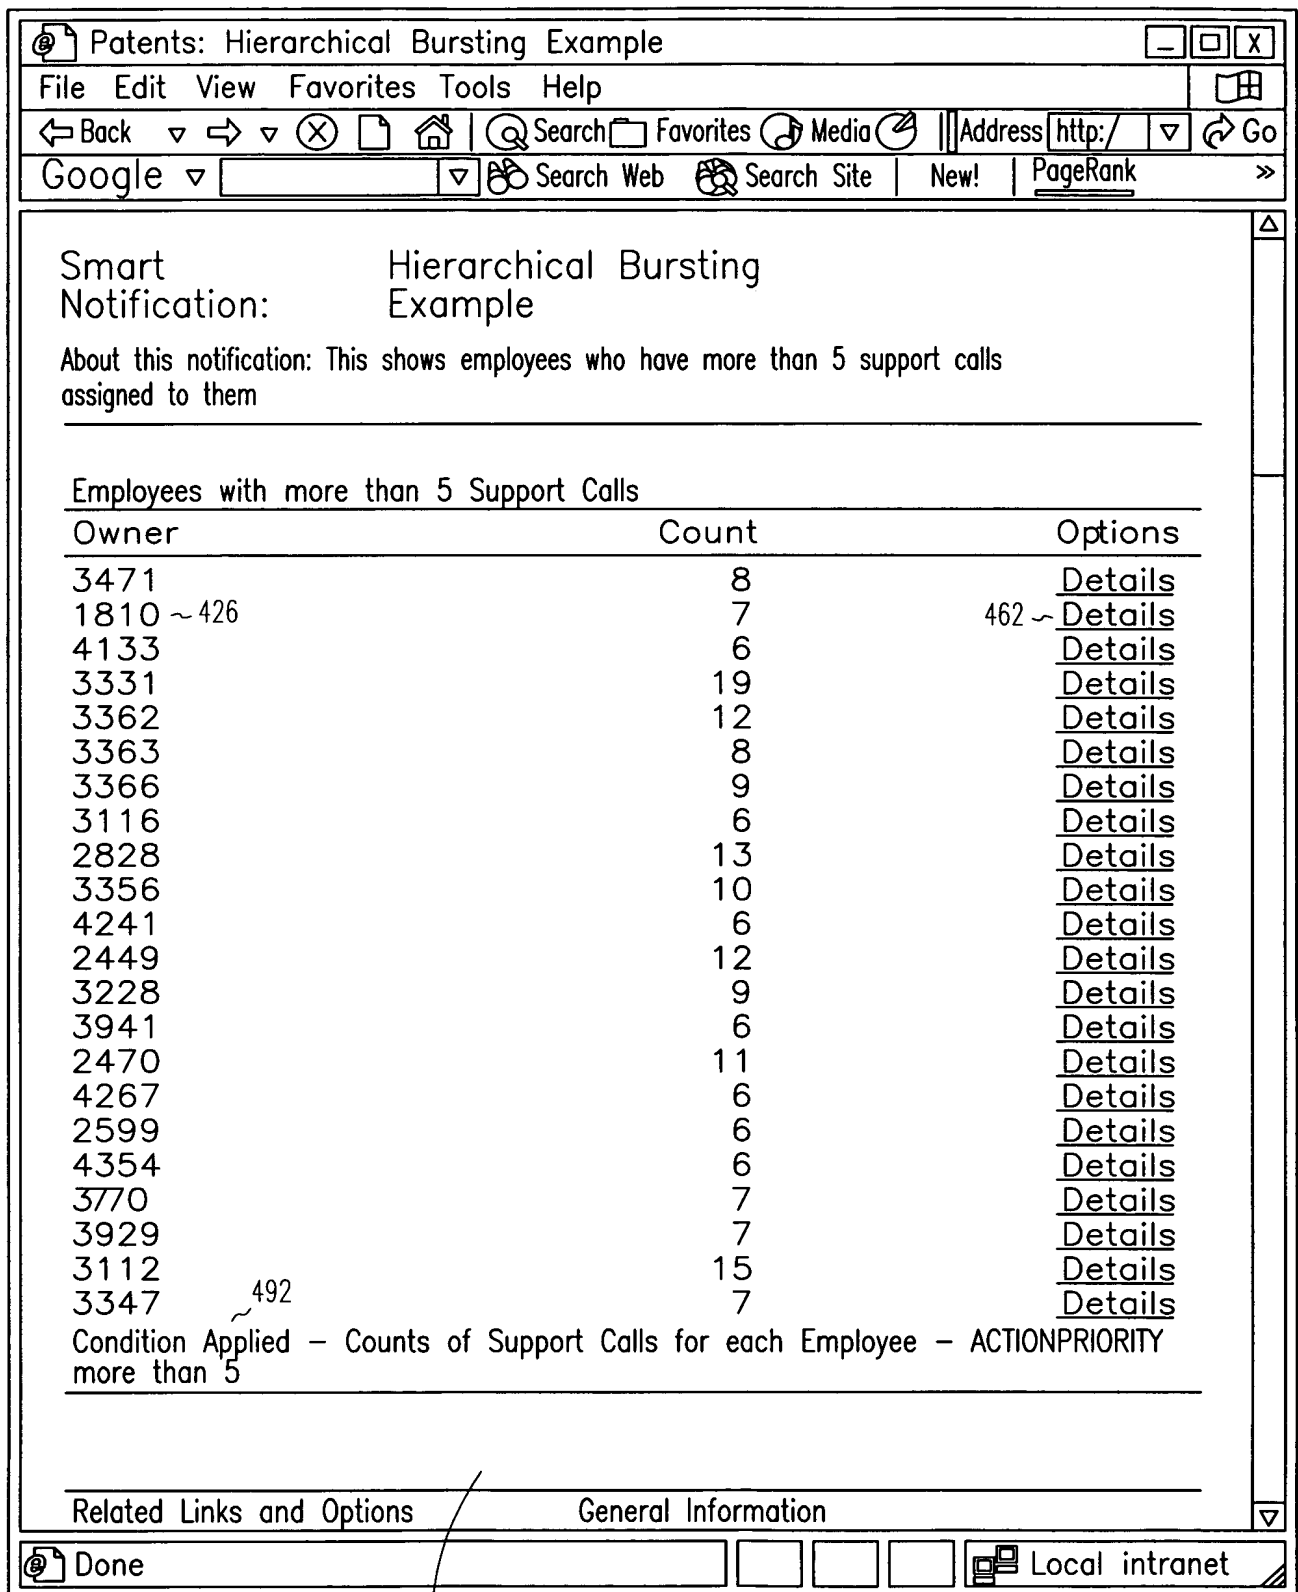 Patents: Hierarchical Bursting Example _ □ X
File Edit View Favorites Tools Help
Back Search Favorites Media Address http:/ Go
Google Search Web Search Site New! PageRank »
Smart Hierarchical Bursting
Notification: Example
About this notification: This shows employees who have more than 5 support calls
assigned to them
Employees with more than 5 Support Calls
Owner Count Options
3471 8 Details
1810 ~ 426 7 462 ~ Details
4133 6 Details
3331 19 Details
3362 12 Details
3363 8 Details
3366 9 Details
3116 6 Details
2828 13 Details
3356 10 Details
4241 6 Details
2449 12 Details
3228 9 Details
3941 6 Details
2470 11 Details
4267 6 Details
2599 6 Details
4354 6 Details
3770 7 Details
3929 7 Details
3112 15 Details
3347 7 Details
492
Condition Applied – Counts of Support Calls for each Employee – ACTIONPRIORITY
more than 5
Related Links and Options General Information
Done Local intranet